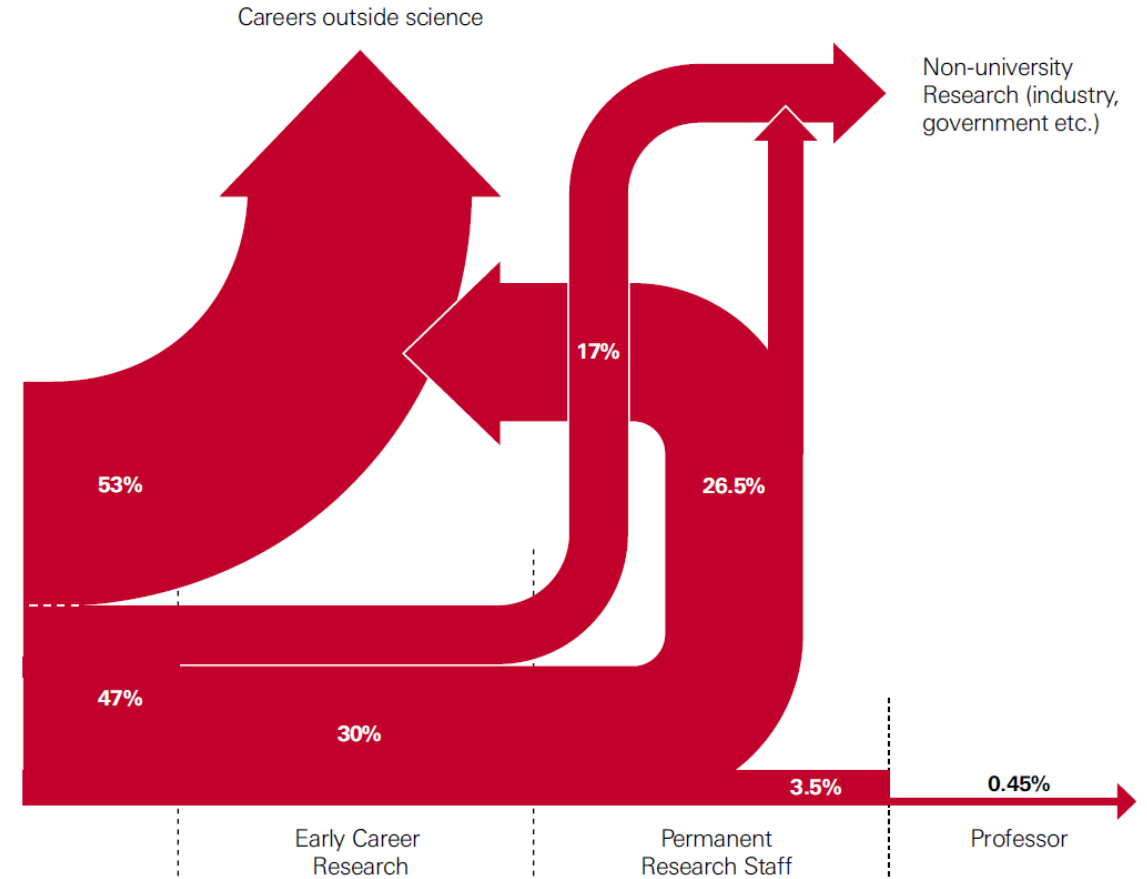 Careers outside science
Non-university
Research (industry,
government etc.)
17%
53%
26.5%
47%
30%
3.5%
0.45%
Early Career
Research
Permanent
Research Staff
Professor